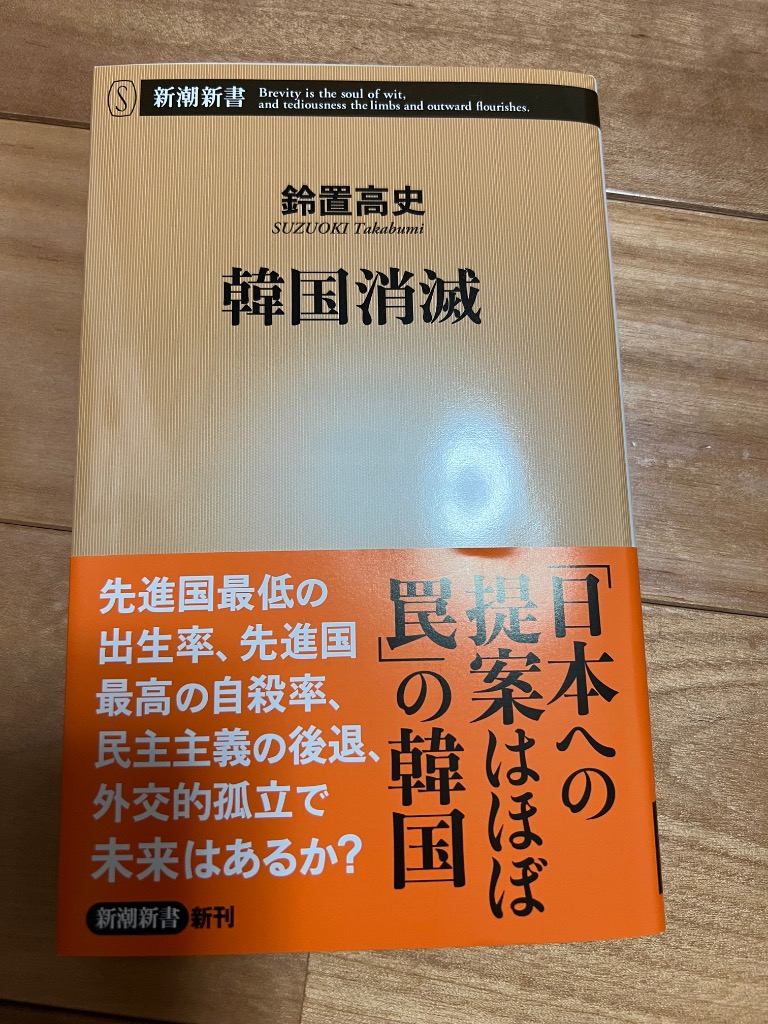 S
新潮新書
Brevity is the soul of wit,
and tediousness the limbs and outward flourishes.
鈴置高史
SUZUOKI Takabumi
韓国消滅
「日本への
提案はほぼ
罠」の韓国
先進国最低の
出生率、先進国
最高の自殺率、
民主主義の後退、
外交的孤立で
未来はあるか?
新潮新書 新刊